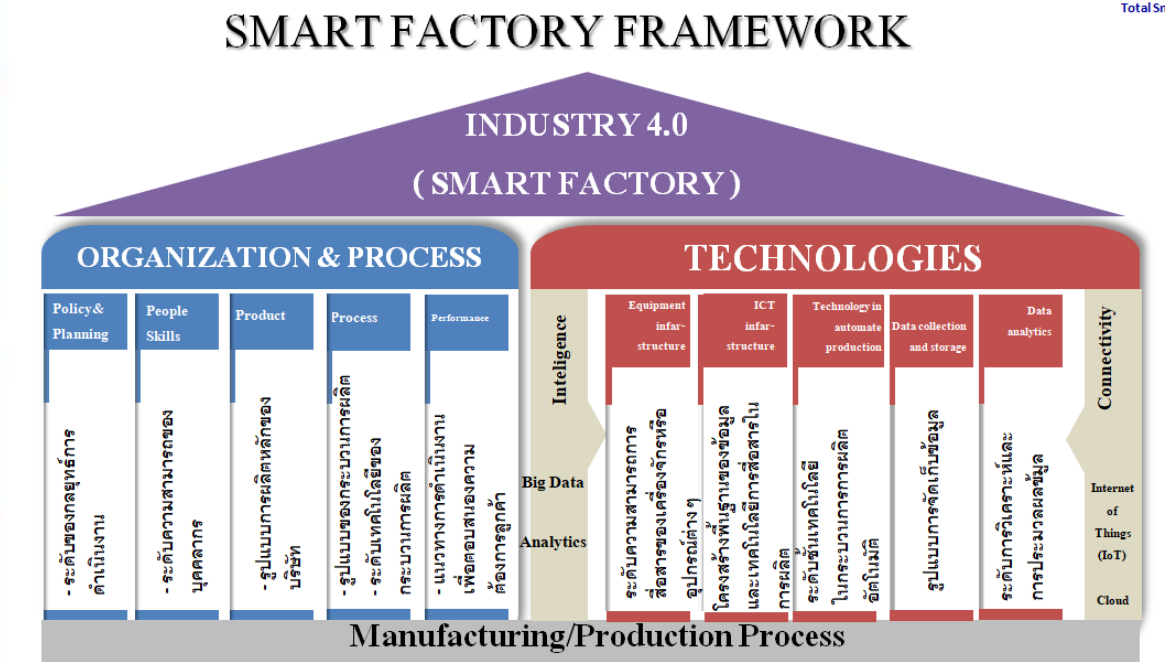 Total Sm
SMART FACTORY FRAMEWORK
INDUSTRY 4.0
( SMART FACTORY )
ORGANIZATION & PROCESS
TECHNOLOGIES
Policy&
Planning
- ระดับของกลยุทธ์การ
ดำเนินงาน
People
Skills
- ระดับความสามารถของ
บุคคลากร
Product
- รูปแบบการผลิตหลักของ
บริษัท
Process
- รูปแบบของกระบวนการผลิต
- ระดับเทคโนโลยีของ
กระบวนการผลิต
Performance
- แนวทางการดำเนินงาน
เพื่อตอบสนองความ
ต้องการลูกค้า
Inteligence
Big Data
Analytics
Equipment
infar-
structure
ระดับความสามารถการ
สื่อสารของเครื่องจักรหรือ
อุปกรณ์ต่าง ๆ
ICT
infar-
structure
โครงสร้างพื้นฐานของข้อมูล
และเทคโนโลยีการสื่อสารใน
การผลิต
Technology in
automate
production
ระดับชั้นเทคโนโลยี
ในกระบวนการการผลิต
อัตโนมัติ
Data collection
and storage
รูปแบบการจัดเก็บข้อมูล
Data
analytics
ระดับการวิเคราะห์และ
การประมวลผลข้มูล
Connectivity
Internet
of
Things
(IoT)
Cloud
Manufacturing/Production Process